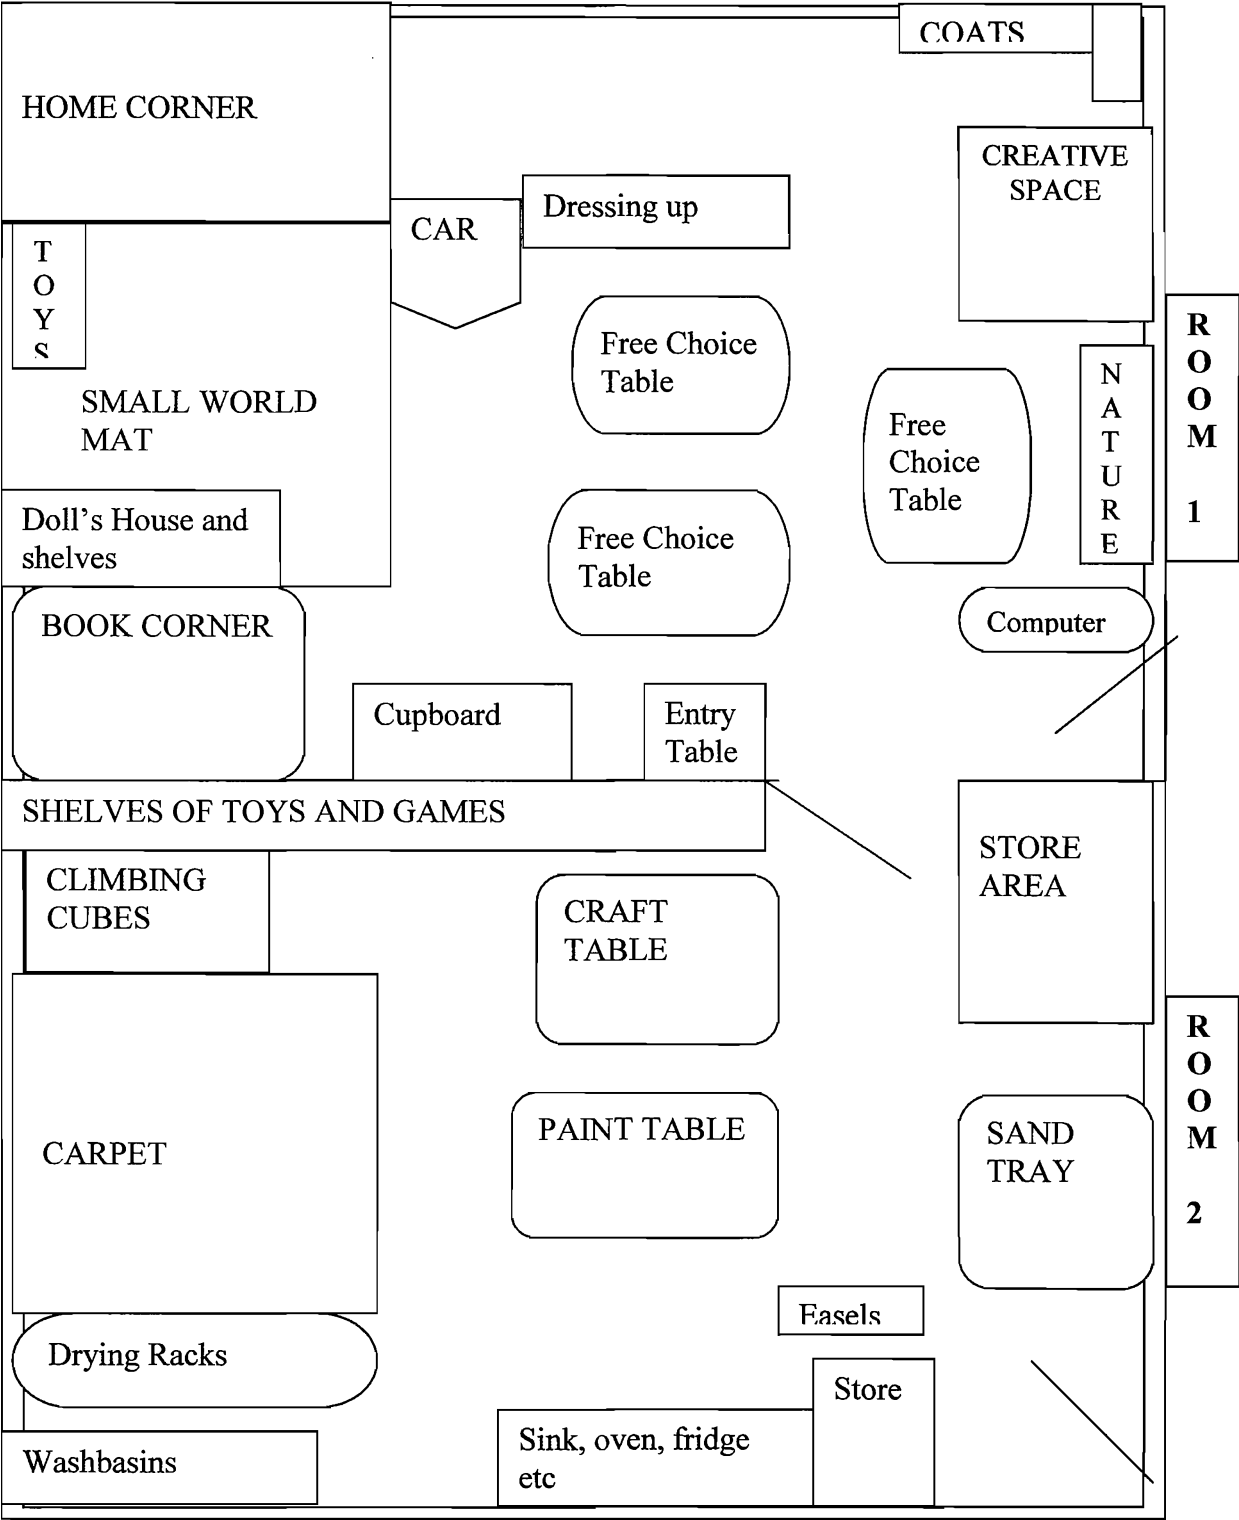 COATS
HOME CORNER
CREATIVE
SPACE
Dressing up
CAR
T
O
Y
S
Free Choice
Table
SMALL WORLD
MAT
Free
Choice
Table
N
A
T
U
R
E
R
O
O
M
1
Doll's House and
shelves
Free Choice
Table
BOOK CORNER
Computer
Cupboard
Entry
Table
SHELVES OF TOYS AND GAMES
STORE
AREA
CLIMBING
CUBES
CRAFT
TABLE
R
O
O
M
2
CARPET
PAINT TABLE
SAND
TRAY
Easels
Drying Racks
Store
Sink, oven, fridge
etc
Washbasins